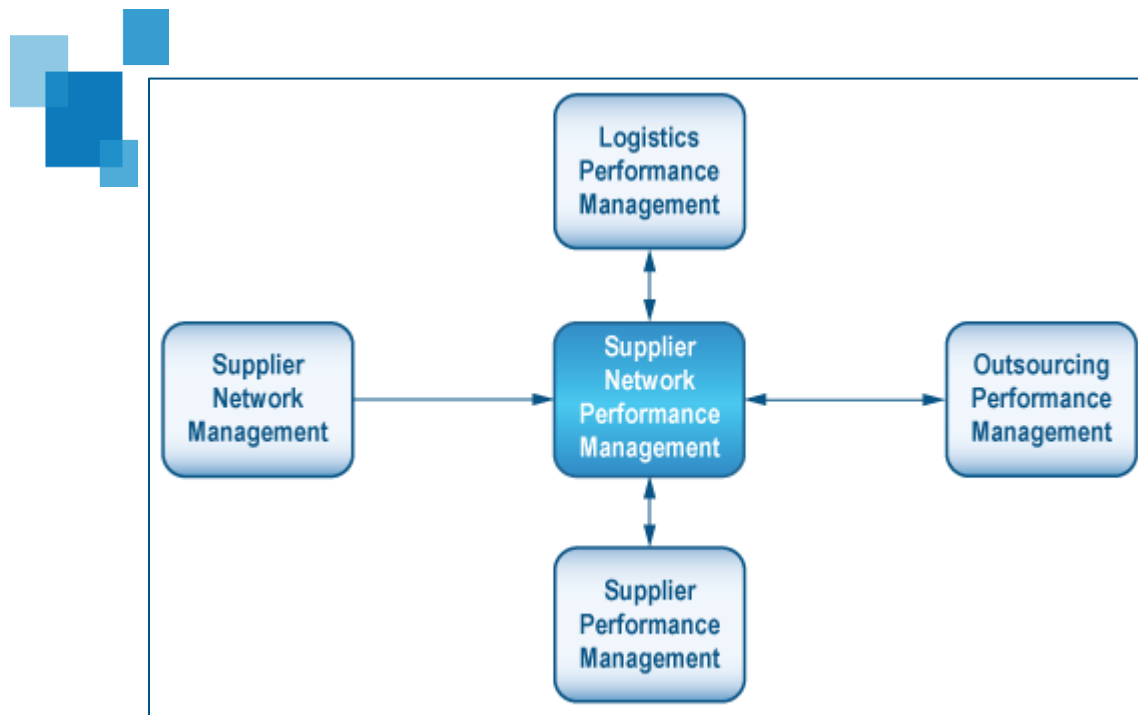 Logistics
Performance
Management
Supplier
Network
Management
Supplier
Network
Performance
Management
Outsourcing
Performance
Management
Supplier
Performance
Management